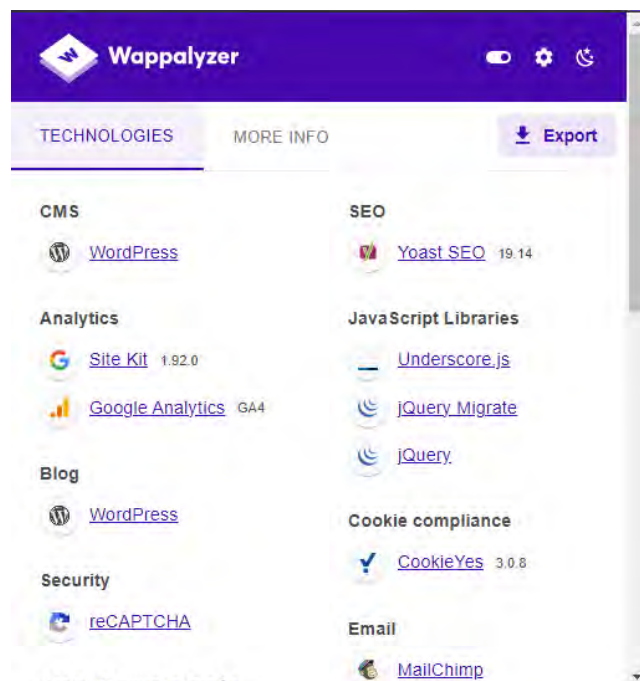 Wappalyzer
TECHNOLOGIES
MORE INFO
Export
CMS
WordPress
Analytics
Site Kit 1.92.0
Google Analytics GA4
Blog
WordPress
Security
reCAPTCHA
SEO
Yoast SEO 19.14
JavaScript Libraries
Underscore.js
jQuery Migrate
jQuery
Cookie compliance
CookieYes 3.0.8
Email
MailChimp